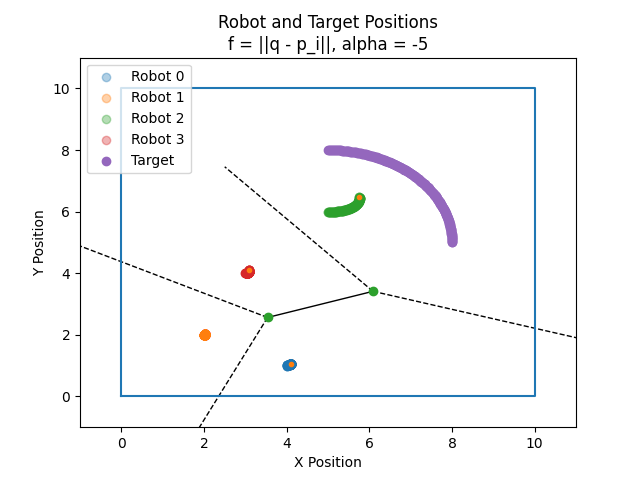 Robot and Target Positions
f = ||q - p_i||, alpha = -5
Robot 0
Robot 1
Robot 2
Robot 3
Target
10
8
6
4
2
0
Y Position
0
2
4
6
8
10
X Position